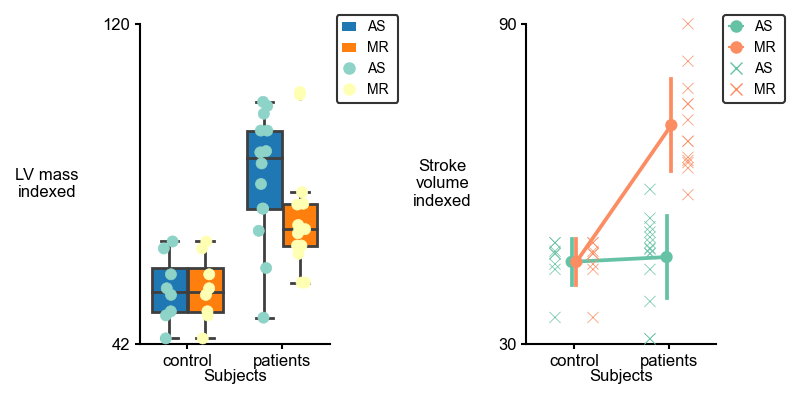 120
LV mass
indexed
42
control
patients
Subjects
AS
MR
AS
MR
90
Stroke
volume
indexed
30
control
patients
Subjects
AS
MR
AS
MR